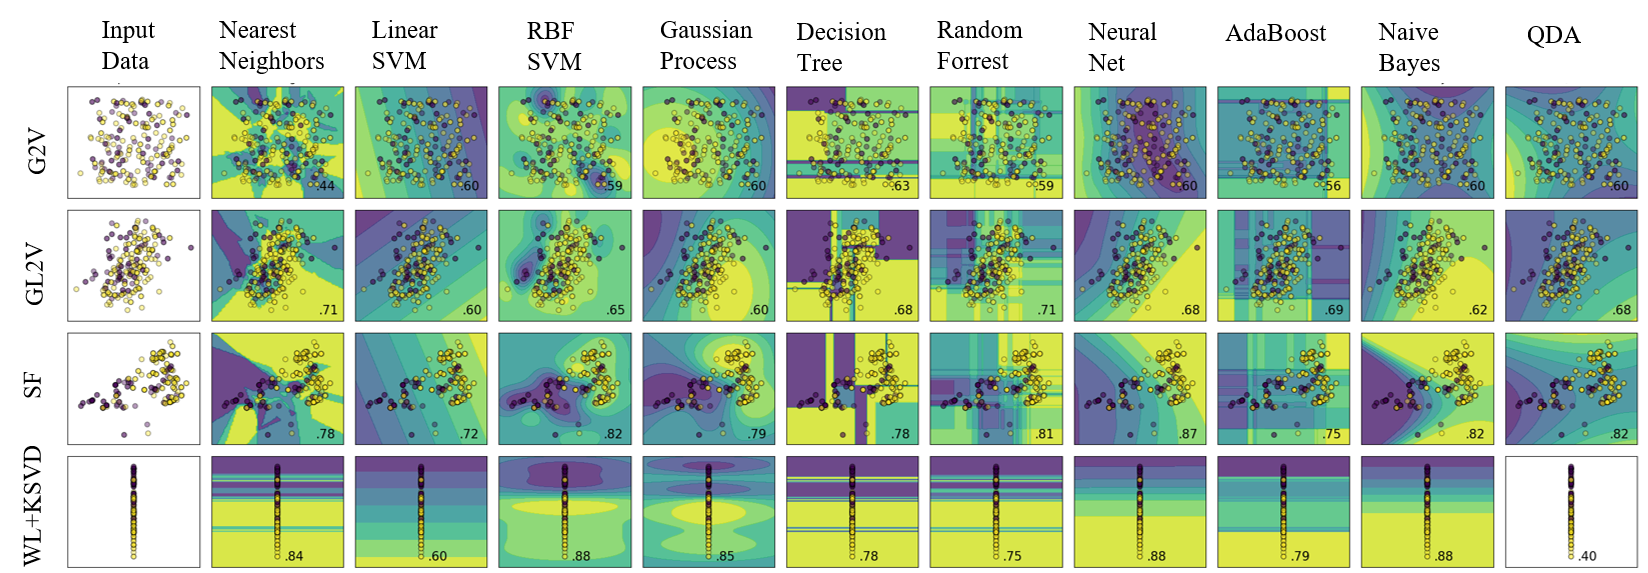 Input Data
Nearest Neighbors
Linear SVM
RBF SVM
Gaussian Process
Decision Tree
Random Forrest
Neural Net
AdaBoost
Naive Bayes
QDA
G2V
.44
.60
.59
.60
.63
.59
.60
.56
.60
.60
GL2V
.71
.60
.65
.60
.68
.71
.68
.69
.62
.68
SF
.78
.72
.82
.79
.78
.81
.87
.75
.82
.82
WL+KSVD
.84
.60
.88
.85
.78
.75
.88
.79
.88
.40